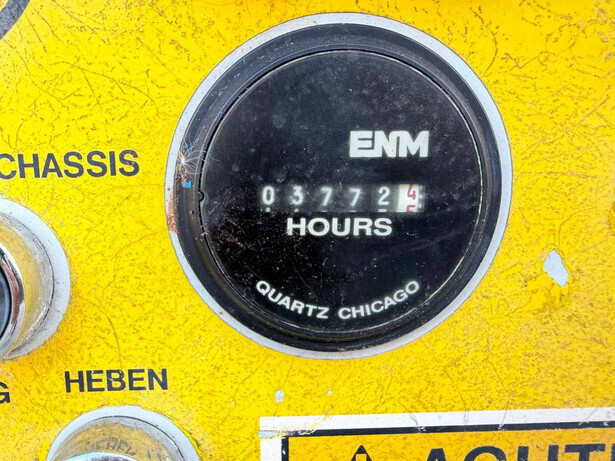 CHASSIS
ENM
037724
HOURS
QUARTZ CHICAGO
G
HEBEN